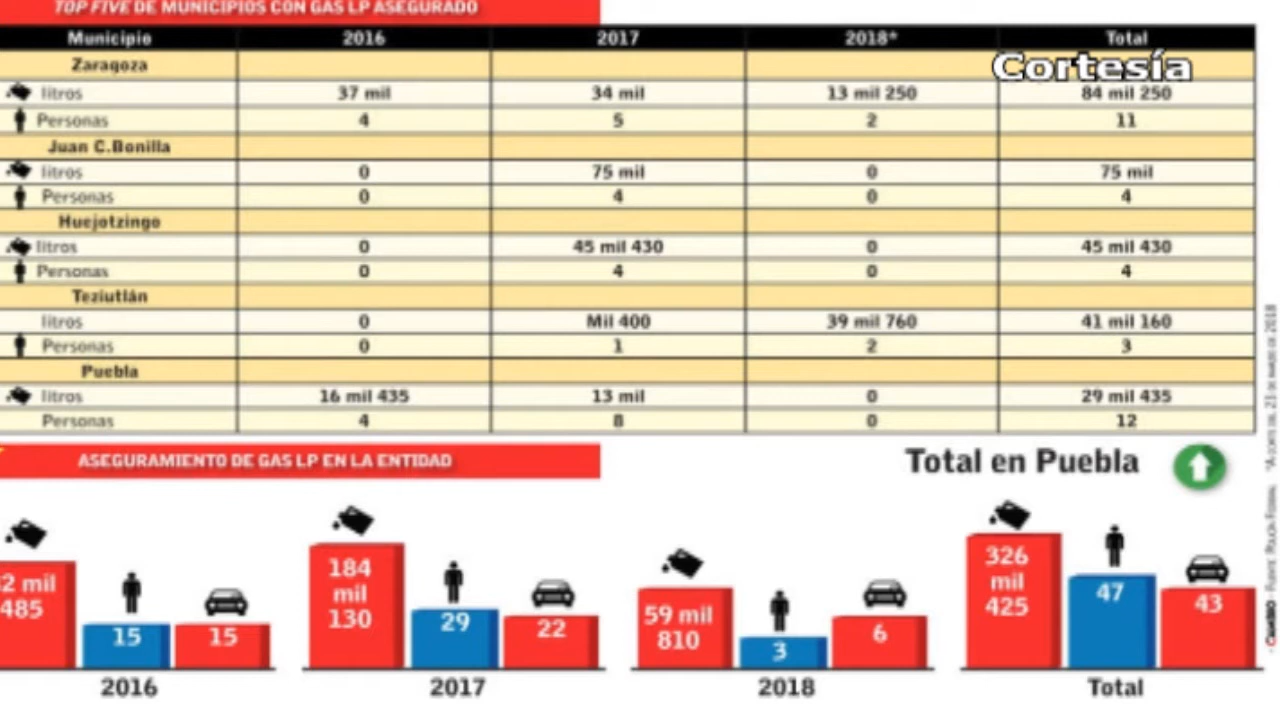 TOP FIVE DE MUNICIPIOS CON GAS LP ASEGURADO
Municipio 2016 2017 2018* Total
Zaragoza
Cortesía
litros 37 mil 34 mil 13 mil 250 84 mil 250
Personas 4 5 2 11
Juan C.Bonilla
litros 0 75 mil 0 75 mil
Personas 0 4 0 4
Huejotzingo
litros 0 45 mil 430 0 45 mil 430
Personas 0 4 0 4
Teziutlán
litros 0 Mil 400 39 mil 760 41 mil 160
Personas 0 1 2 3
Puebla
litros 16 mil 435 13 mil 0 29 mil 435
Personas 4 8 0 12
ASEGURAMIENTO DE GAS LP EN LA ENTIDAD
Total en Puebla
2 mil
485
15
15
2016
184
mil
130
29
22
2017
59 mil
810
3
6
2018
326
mil
425
47
43
Total